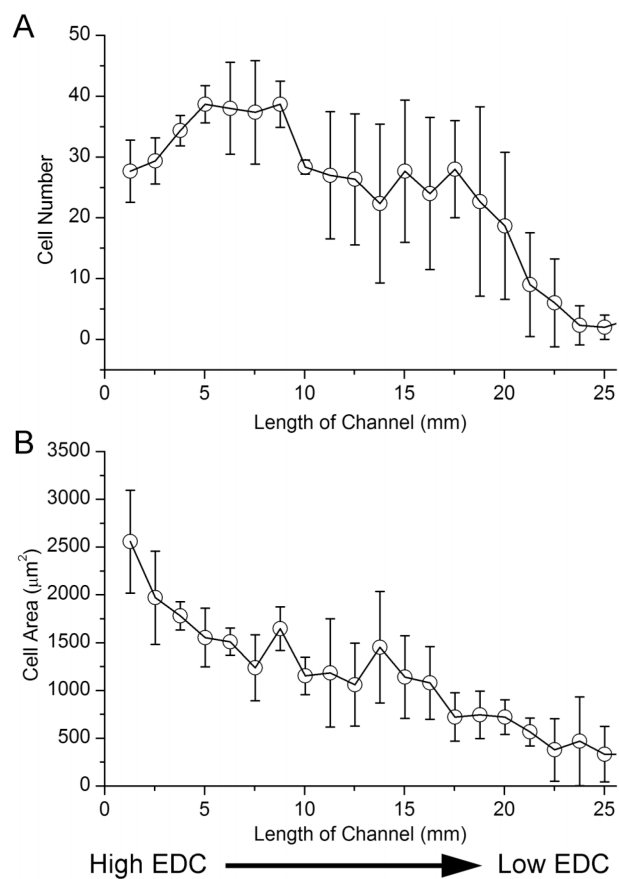 A
50
40
30
20
10
0
Cell Number
0 5 10 15 20 25
Length of Channel (mm)
B
3500
3000
2500
2000
1500
1000
500
0
Cell Area (μm²)
0 5 10 15 20 25
Length of Channel (mm)
High EDC Low EDC